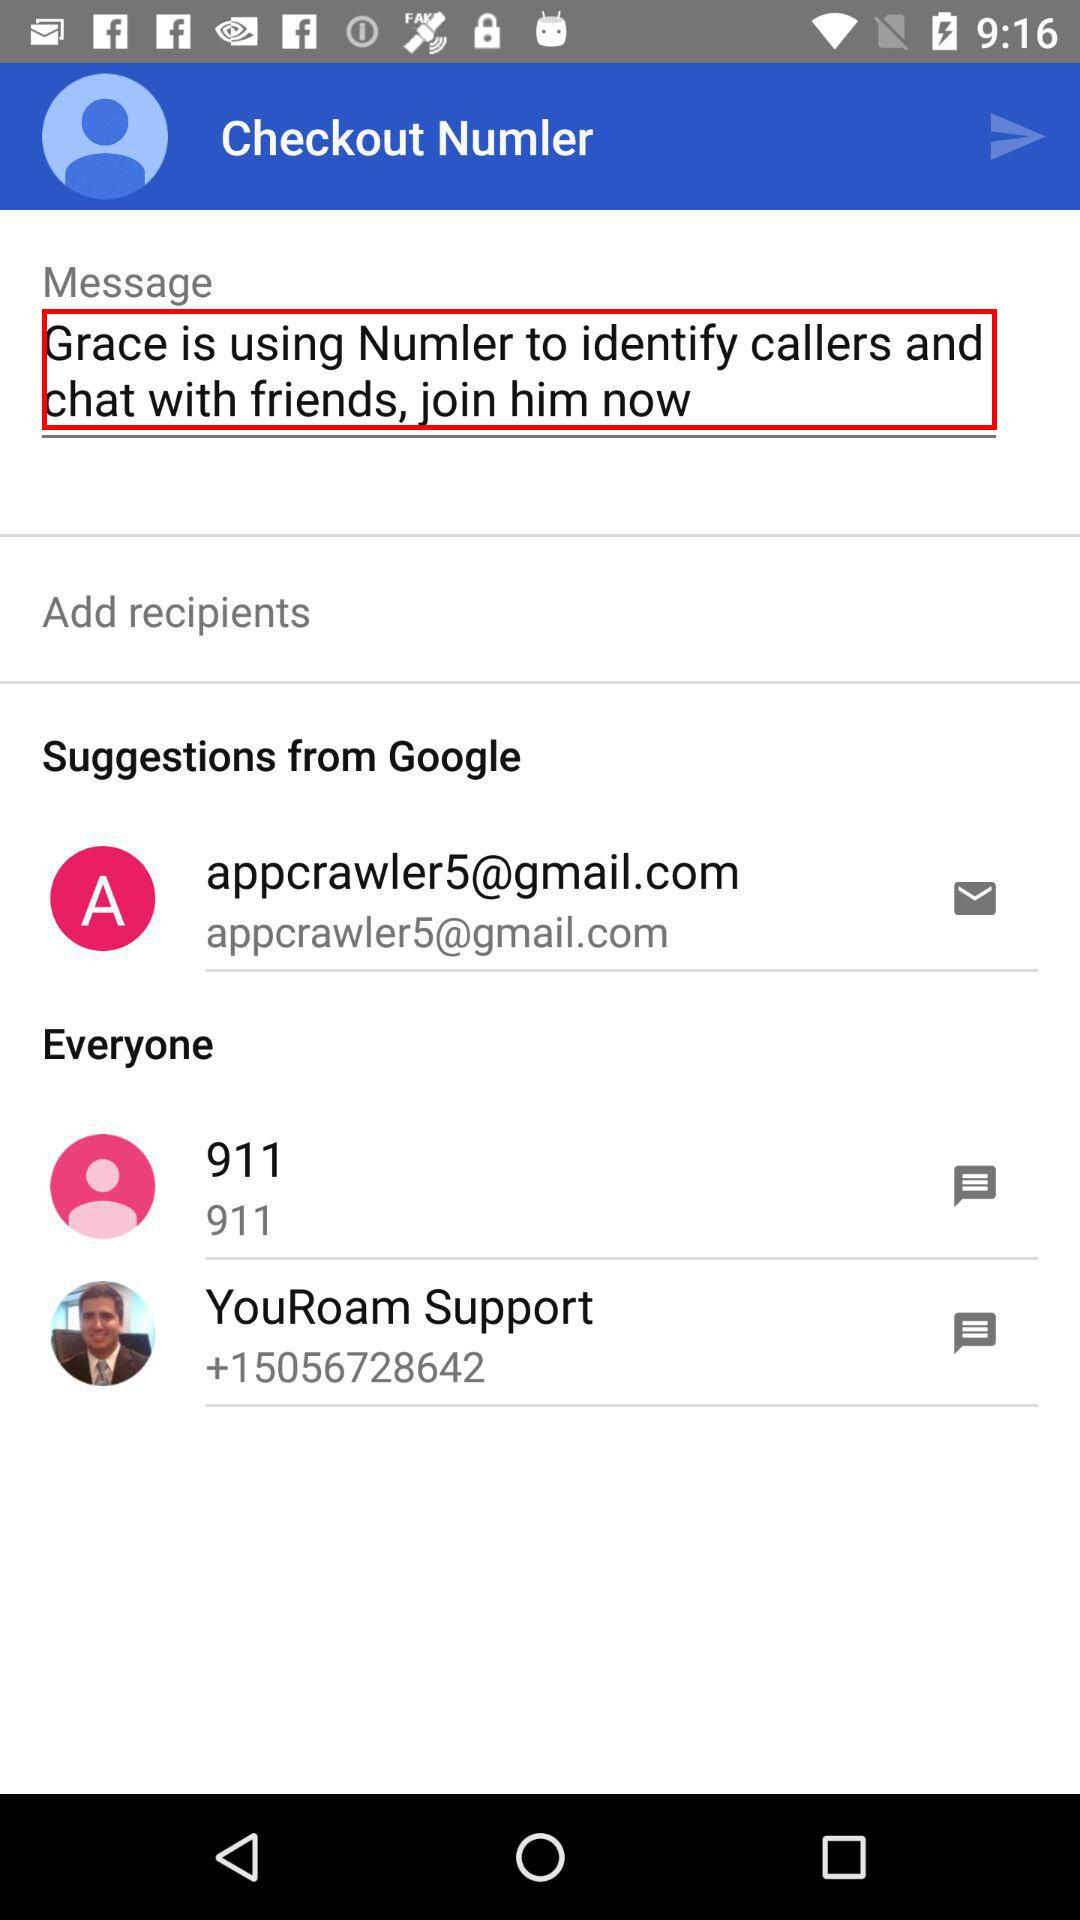 FAKE
9:16
Checkout Numler
Message
Grace is using Numler to identify callers and
chat with friends, join him now
Add recipients
Suggestions from Google
A
appcrawler5@gmail.com
appcrawler5@gmail.com
Everyone
911
911
YouRoam Support
+15056728642